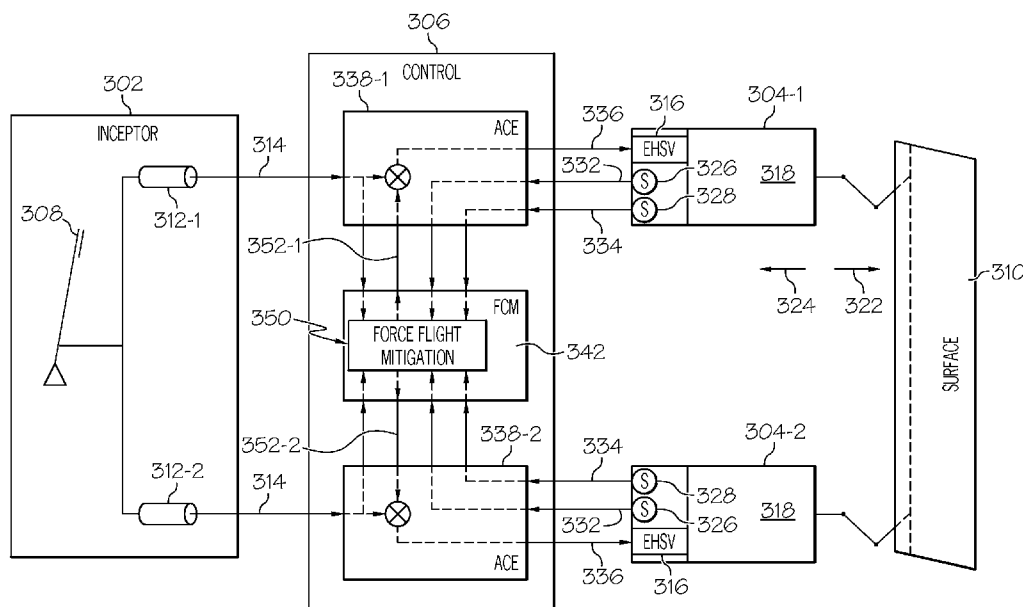 306
CONTROL
338-1
302
INCEPTOR
ACE
336
316
304-1
EHSV
314
332
326
318
S
328
S
312-1
308
334
352-1
310
324
322
FCM
350
FORCE FLIGHT
MITIGATION
342
SURFACE
352-2
338-2
334
304-2
312-2
S
328
314
S
326
318
332
EHSV
ACE
336
316